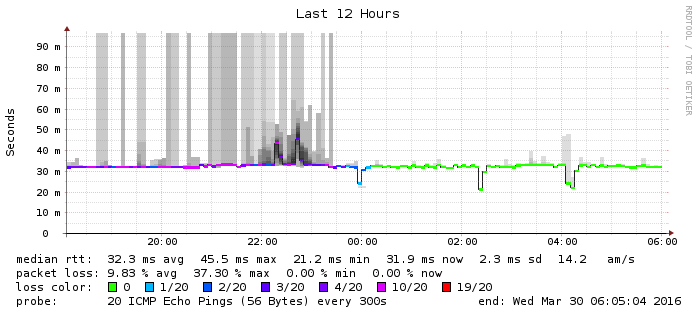 Last 12 Hours
RRDTOOL / TOBI OETIKER
Seconds
90 m
80 m
70 m
60 m
50 m
40 m
30 m
20 m
10 m
0
20:00 22:00 00:00 02:00 04:00 06:00
median rtt: 32.3 ms avg 45.5 ms max 21.2 ms min 31.9 ms now 2.3 ms sd 14.2 am/s
packet loss: 9.83 % avg 37.30 % max 0.00 % min 0.00 % now
loss color: 0 1/20 2/20 3/20 4/20 10/20 19/20
probe: 20 ICMP Echo Pings (56 Bytes) every 300s end: Wed Mar 30 06:05:04 2016